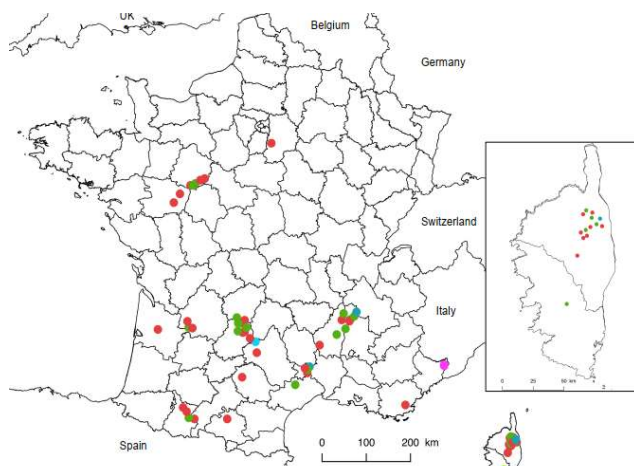 UK
Belgium
Germany
Switzerland
Italy
0 25 50 km
Spain
0 100 200 km